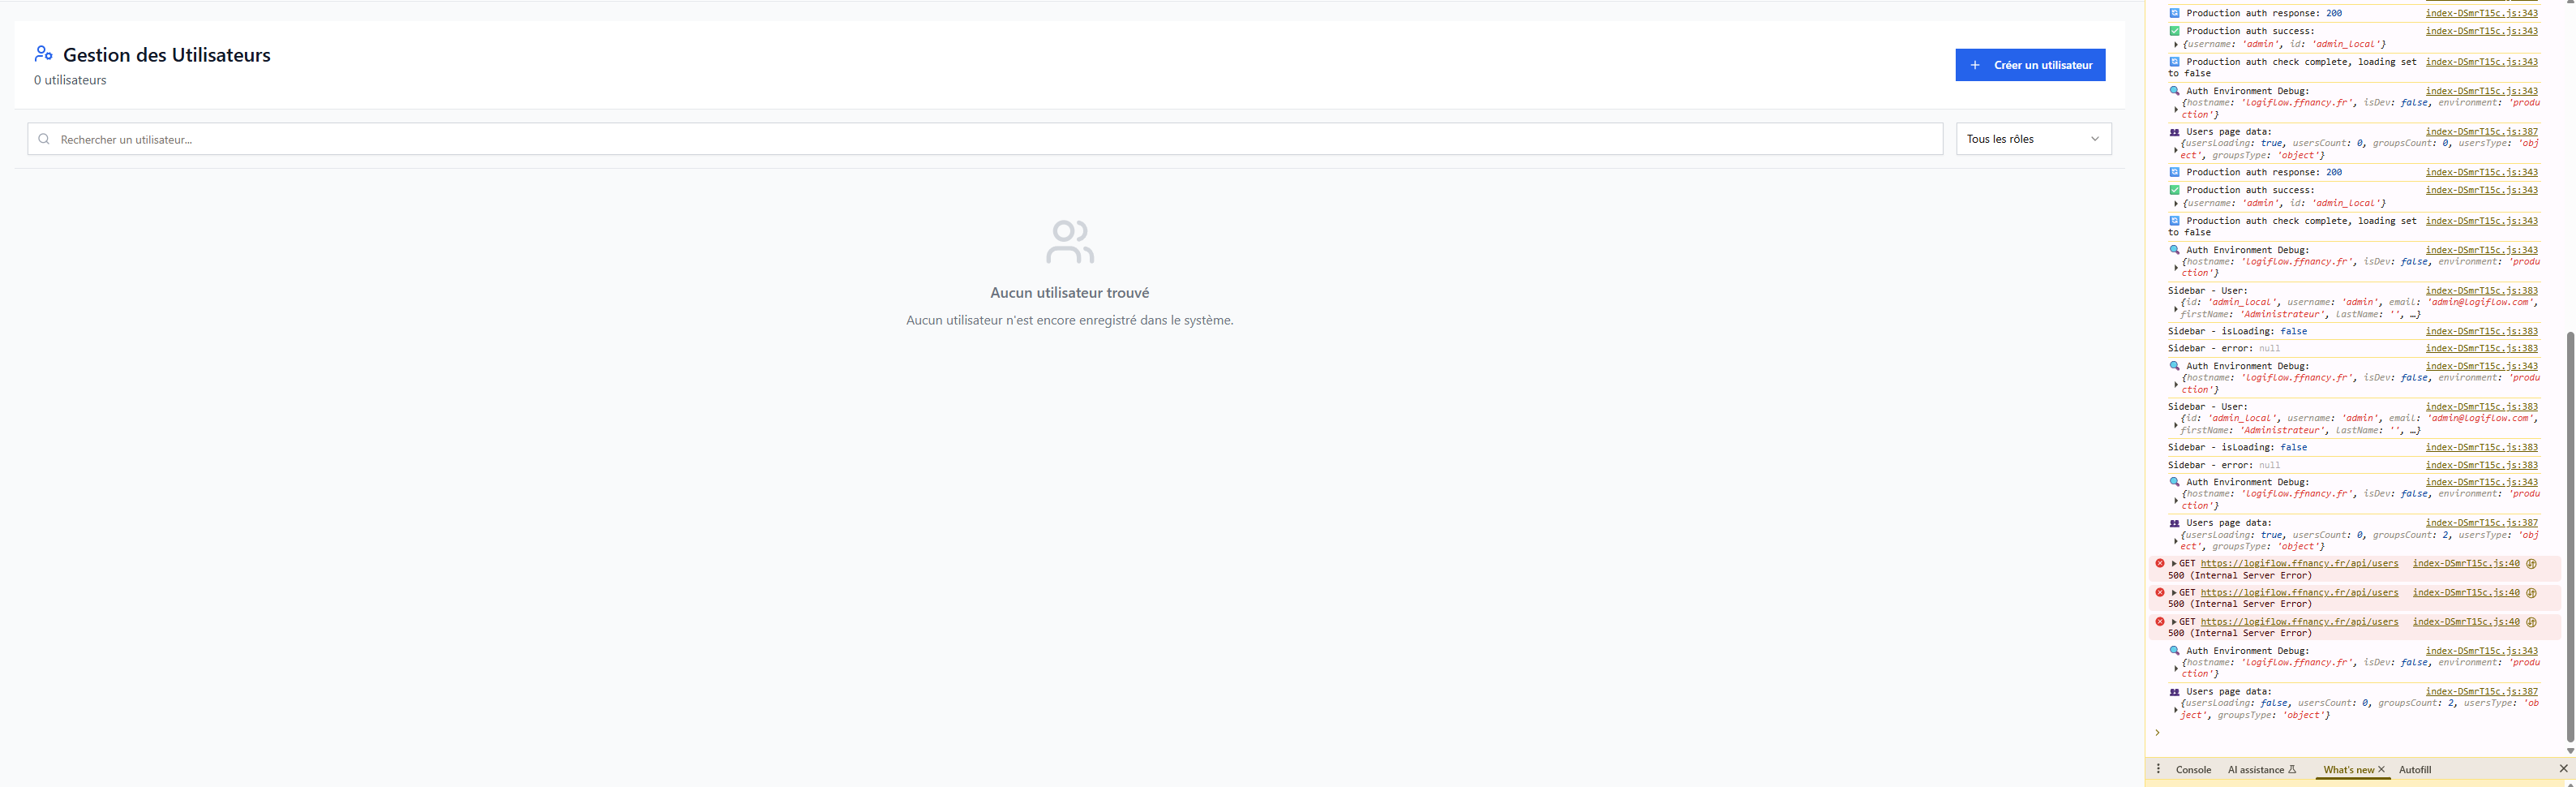 Gestion des Utilisateurs
0 utilisateurs
Créer un utilisateur
Rechercher un utilisateur...
Tous les rôles
Aucun utilisateur trouvé
Aucun utilisateur n'est encore enregistré dans le système.
Production auth response: 200 index-DSmrT15c.js:343
Production auth success: index-DSmrT15c.js:343
{username: 'admin', id: 'admin_local'}
Production auth check complete, loading set index-DSmrT15c.js:343
to false
Auth Environment Debug: index-DSmrT15c.js:343
{hostname: 'logiflow.ffnancy.fr', isDev: false, environment: 'produ
ction'}
Users page data: index-DSmrT15c.js:387
{usersLoading: true, usersCount: 0, groupsCount: 0, usersType: 'obj
ect', groupsType: 'object'}
Production auth response: 200 index-DSmrT15c.js:343
Production auth success: index-DSmrT15c.js:343
{username: 'admin', id: 'admin_local'}
Production auth check complete, loading set index-DSmrT15c.js:343
to false
Auth Environment Debug: index-DSmrT15c.js:343
{hostname: 'logiflow.ffnancy.fr', isDev: false, environment: 'produ
ction'}
Sidebar - User: index-DSmrT15c.js:383
{id: 'admin_local', username: 'admin', email: 'admin@logiflow.com',
firstName: 'Administrateur', lastName: '', …}
Sidebar - isLoading: false index-DSmrT15c.js:383
Sidebar - error: null index-DSmrT15c.js:383
Auth Environment Debug: index-DSmrT15c.js:343
{hostname: 'logiflow.ffnancy.fr', isDev: false, environment: 'produ
ction'}
Sidebar - User: index-DSmrT15c.js:383
{id: 'admin_local', username: 'admin', email: 'admin@logiflow.com',
firstName: 'Administrateur', lastName: '', …}
Sidebar - isLoading: false index-DSmrT15c.js:383
Sidebar - error: null index-DSmrT15c.js:383
Auth Environment Debug: index-DSmrT15c.js:343
{hostname: 'logiflow.ffnancy.fr', isDev: false, environment: 'produ
ction'}
Users page data: index-DSmrT15c.js:387
{usersLoading: true, usersCount: 0, groupsCount: 2, usersType: 'obj
ect', groupsType: 'object'}
GET https://logiflow.ffnancy.fr/api/users index-DSmrT15c.js:40
500 (Internal Server Error)
GET https://logiflow.ffnancy.fr/api/users index-DSmrT15c.js:40
500 (Internal Server Error)
GET https://logiflow.ffnancy.fr/api/users index-DSmrT15c.js:40
500 (Internal Server Error)
Auth Environment Debug: index-DSmrT15c.js:343
{hostname: 'logiflow.ffnancy.fr', isDev: false, environment: 'produ
ction'}
Users page data: index-DSmrT15c.js:387
{usersLoading: false, usersCount: 0, groupsCount: 2, usersType: 'ob
ject', groupsType: 'object'}
Console AI assistance What's new Autofill